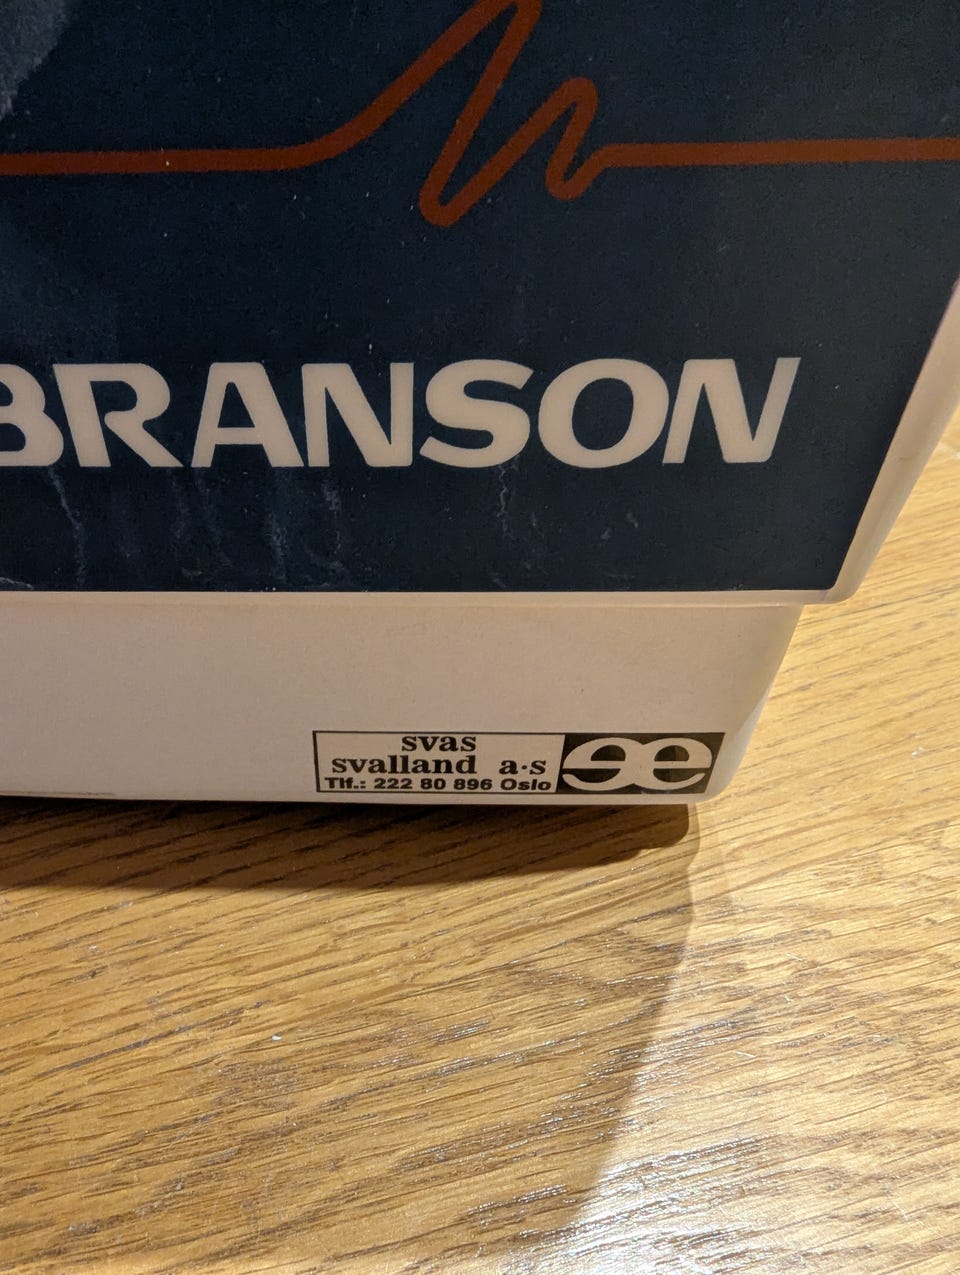 BRANSON
svas
svalland a·s
Tlf.: 222 80 896 Oslo